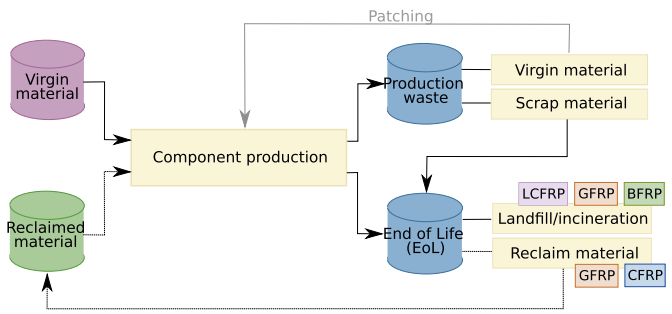 Patching
Virgin
material
Production
waste
Virgin material
Scrap material
Component production
Reclaimed
material
End of Life
(EoL)
LCFRP
GFRP
BFRP
Landfill/incineration
Reclaim material
GFRP
CFRP